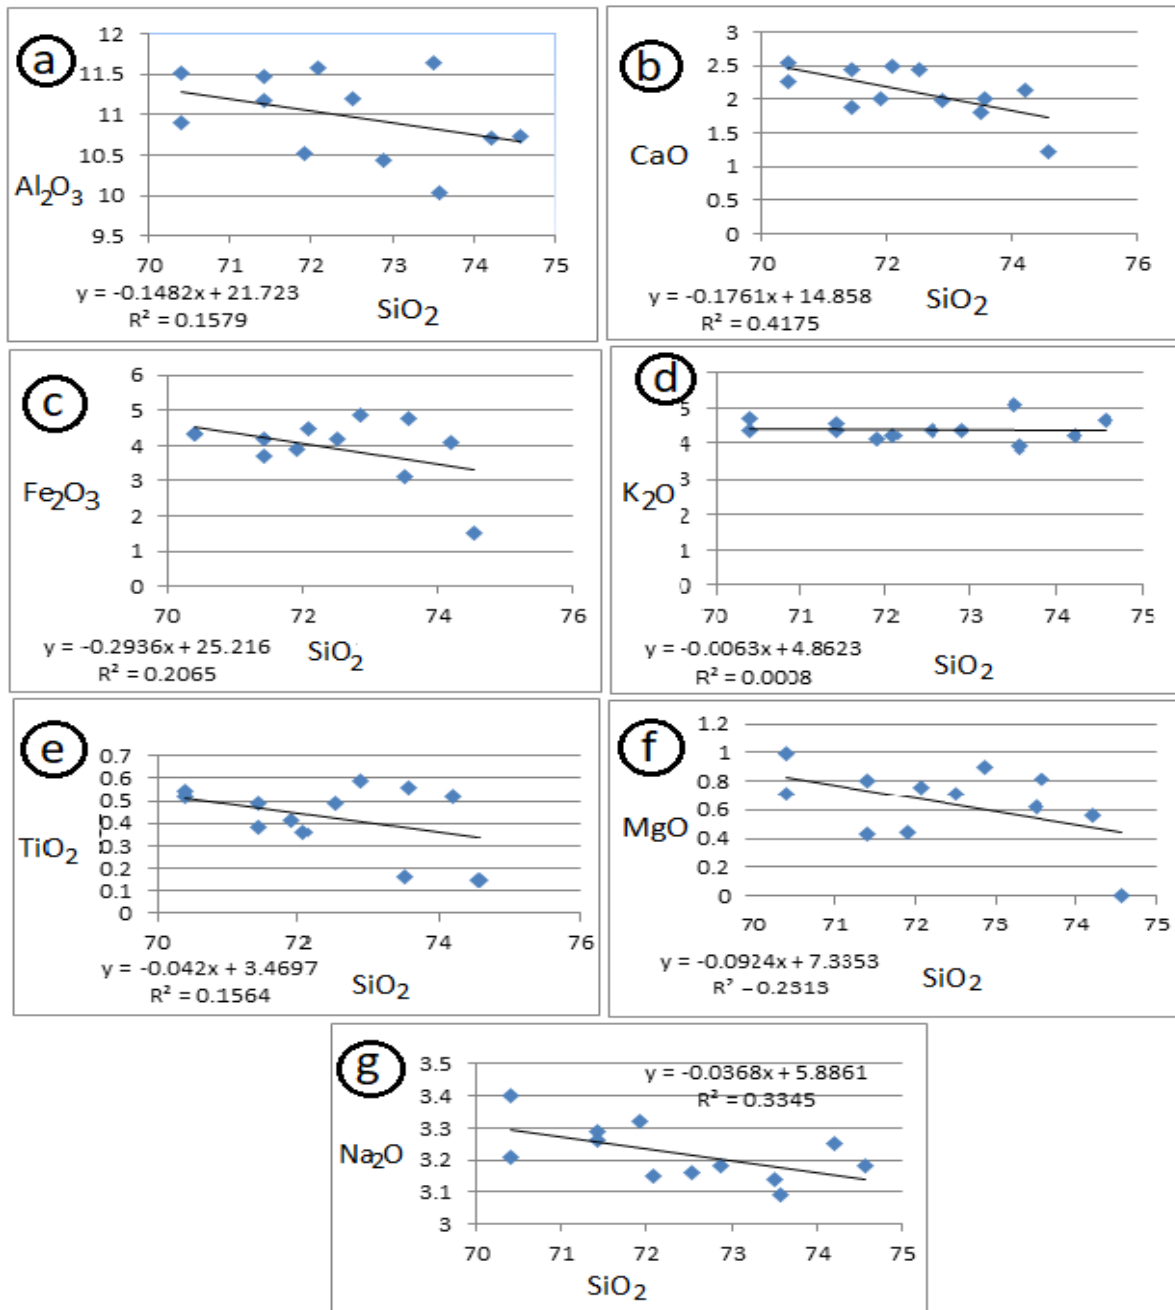 a
12
11.5
11
10.5
10
9.5
Al2O3
70 71 72 73 74 75
y = -0.1482x + 21.723
R² = 0.1579
SiO2
b
3
2.5
2
1.5
1
0.5
0
CaO
70 72 74 76
y = -0.1761x + 14.858
R² = 0.4175
SiO2
c
6
5
4
3
2
1
0
Fe2O3
70 72 74 76
y = -0.2936x + 25.216
R² = 0.2065
SiO2
d
5
4
3
2
1
0
K2O
70 71 72 73 74 75
y = -0.0063x + 4.8623
R² = 0.0008
SiO2
e
0.7
0.6
0.5
0.4
0.3
0.2
0.1
0
TiO2
70 72 74 76
y = -0.042x + 3.4697
R² = 0.1564
SiO2
f
1.2
1
0.8
0.6
0.4
0.2
0
MgO
70 71 72 73 74 75
y = -0.0924x + 7.3353
R² = 0.2313
SiO2
g
3.5
3.4
3.3
3.2
3.1
3
Na2O
y = -0.0368x + 5.8861
R² = 0.3345
70 71 72 73 74 75
SiO2